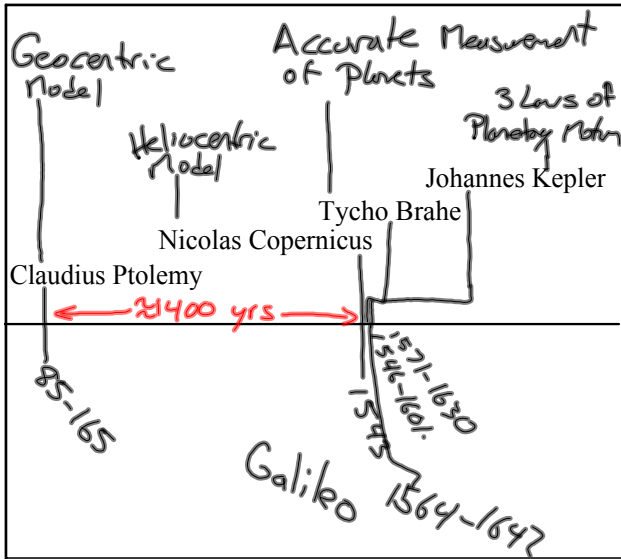 Geocentric
Model
Accurate Measurement
of Planets
3 Laws of
Planetary Motion
Heliocentric
Model
Johannes Kepler
Tycho Brahe
Nicolas Copernicus
Claudius Ptolemy
≈1400 yrs
85-165
1543
1571-1630
1546-1601
Galileo
1564-1642